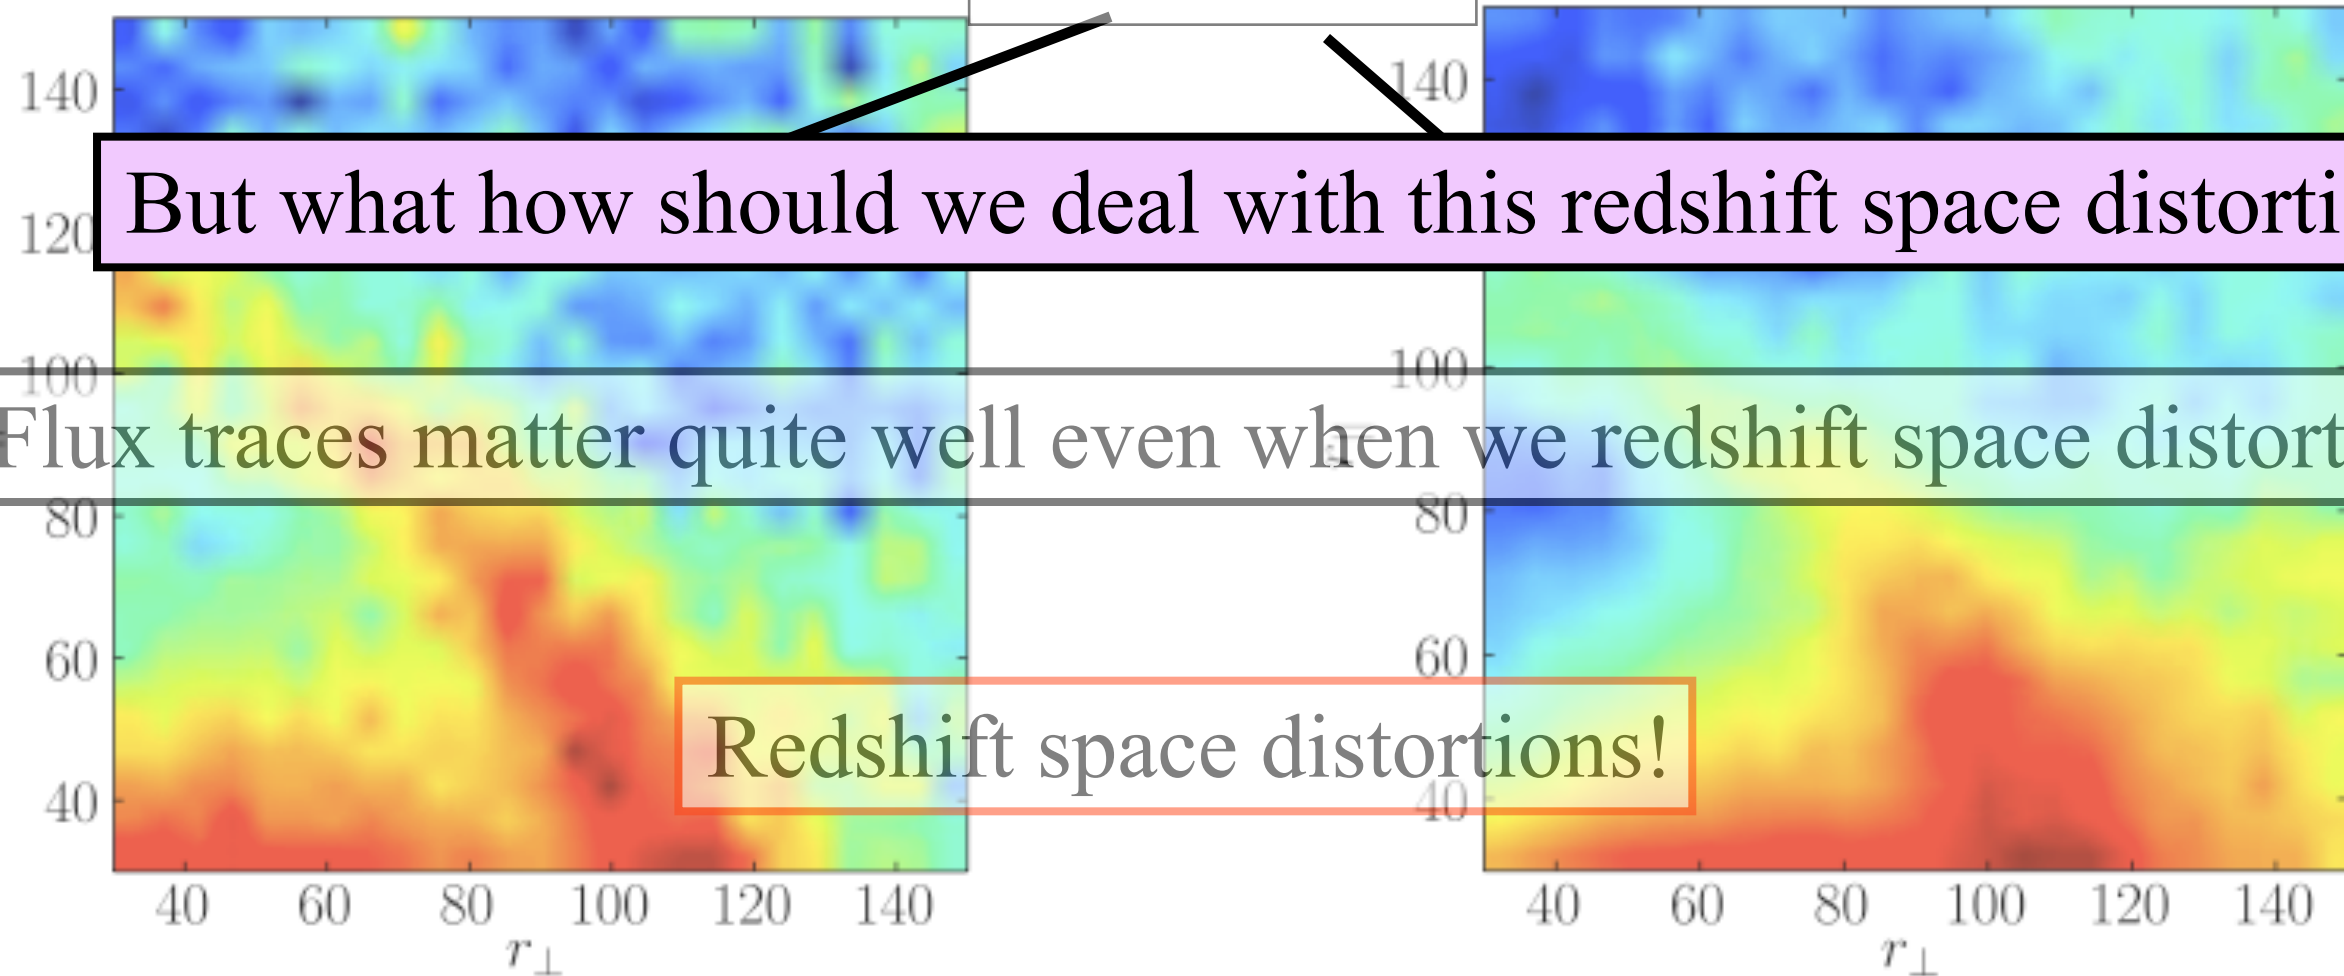 140
140
But what how should we deal with this redshift space distorti
120
100
100
Flux traces matter quite well even when we redshift space distort
80
80
60
60
Redshift space distortions!
40
40
40 60 80 100 120 140
40 60 80 100 120 140
r⊥
r⊥